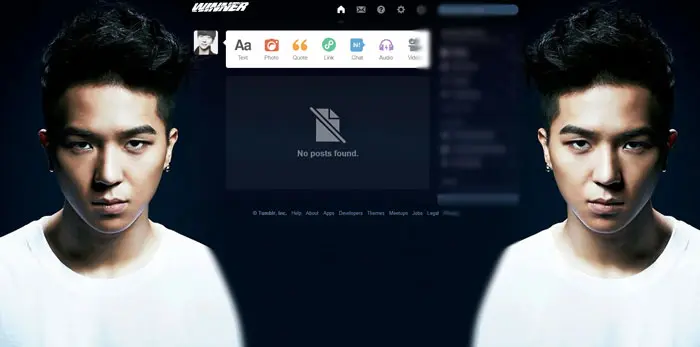 WINNER
Aa
Text Photo Quote Link Chat Audio Video
No posts found.
© Tumblr, Inc. Help About Apps Developers Themes Meetups Jobs Legal Privacy